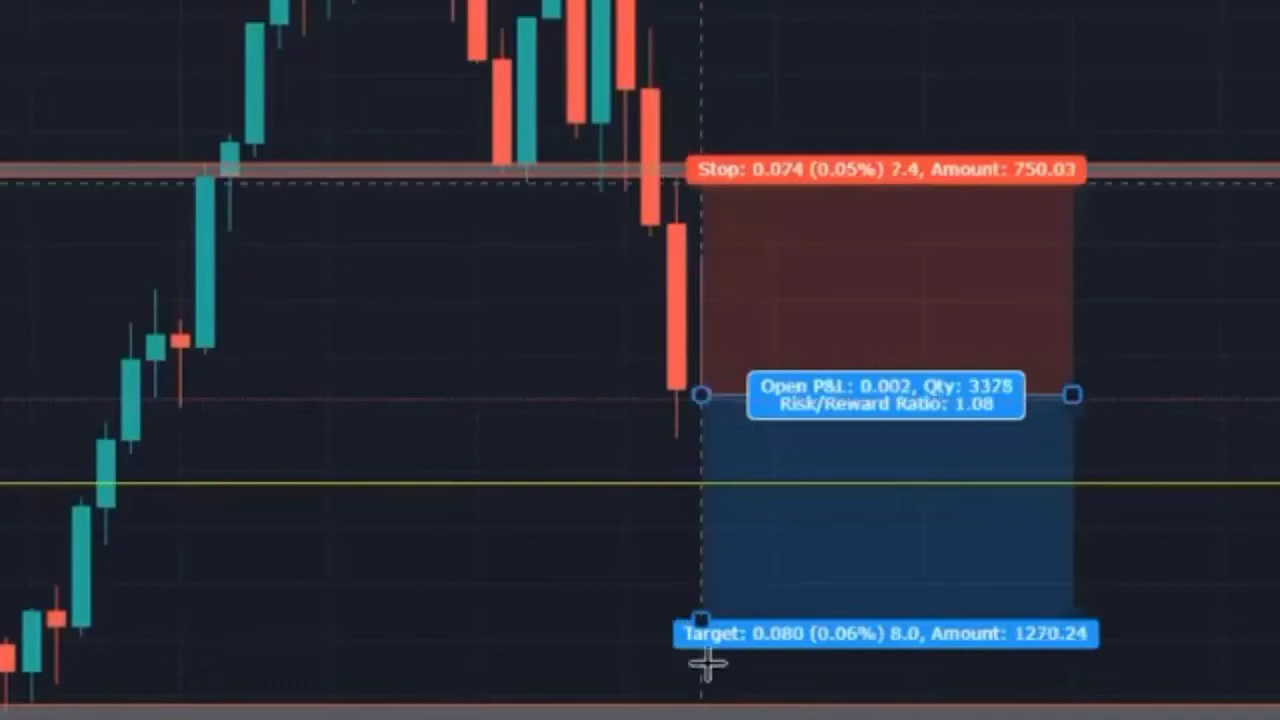 Stop: 0.074 (0.05%) 7.4, Amount: 750.03
Open P&L: 0.002, Qty: 3378
Risk/Reward Ratio: 1.08
Target: 0.080 (0.06%) 8.0, Amount: 1270.24